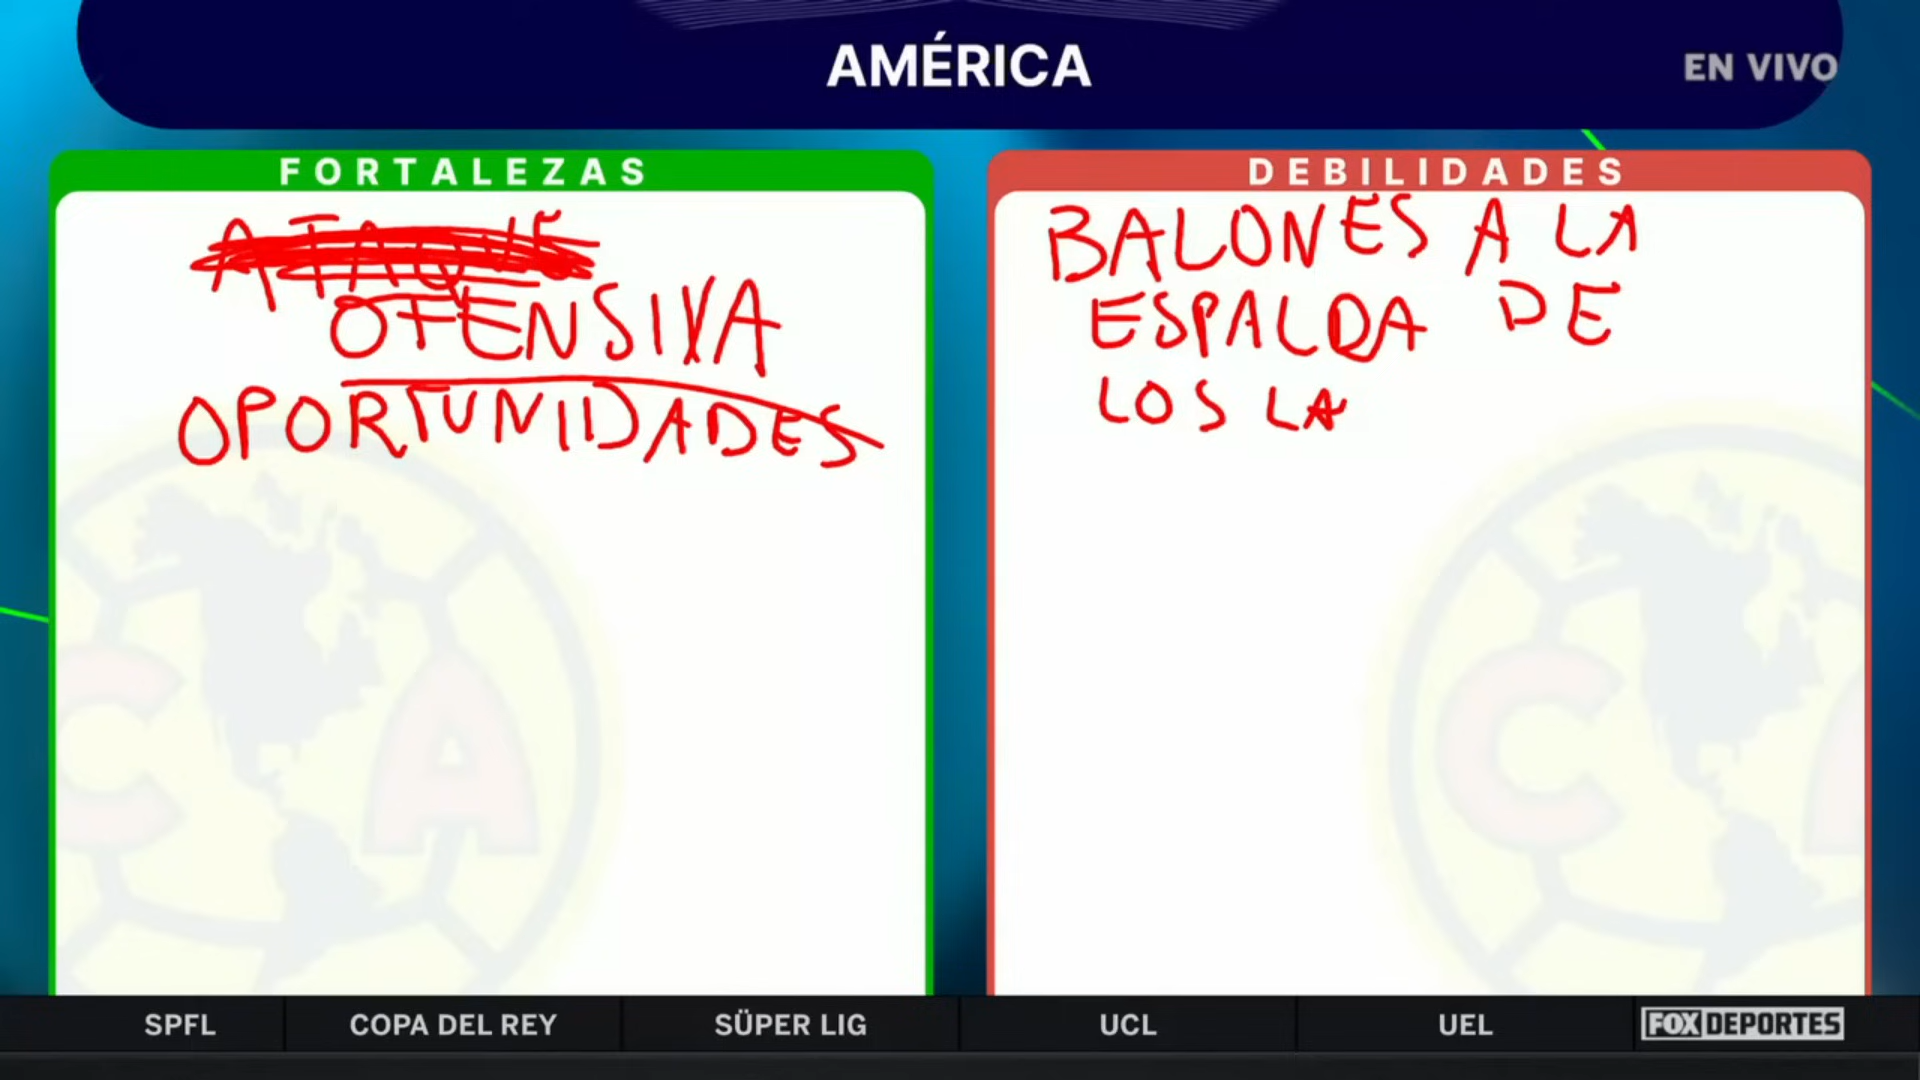 AMÉRICA
EN VIVO
FORTALEZAS
ATAQUE
OFENSIVA
OPORTUNIDADES
DEBILIDADES
BALONES A LA
ESPALDA DE
LOS LA
C A
C A
SPFL COPA DEL REY SÜPER LIG UCL UEL FOX DEPORTES